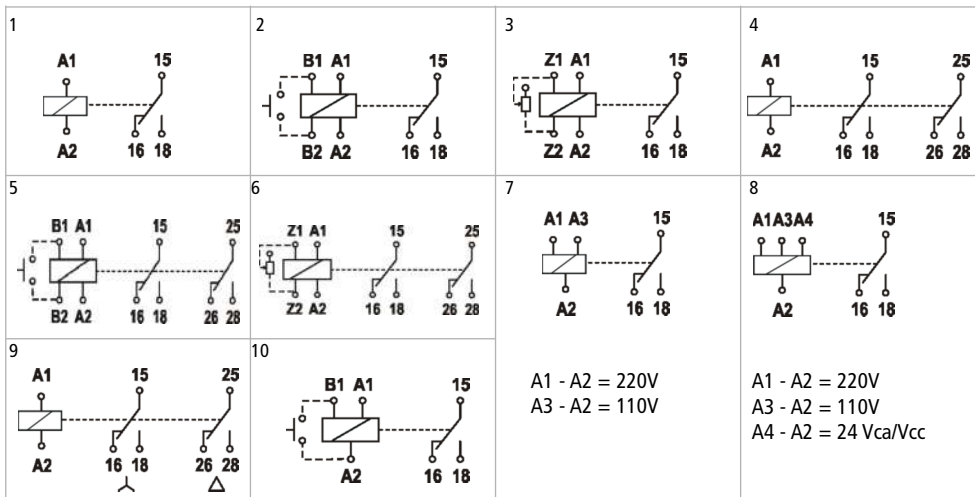 1
A1 15
A2 16 18
2
B1 A1 15
B2 A2 16 18
3
Z1 A1 15
Z2 A2 16 18
4
A1 15 25
A2 16 18 26 28
5
B1 A1 15 25
B2 A2 16 18 26 28
6
Z1 A1 15 25
Z2 A2 16 18 26 28
7
A1 A3 15
A2 16 18
A1 - A2 = 220V
A3 - A2 = 110V
8
A1 A3 A4 15
A2 16 18
A1 - A2 = 220V
A3 - A2 = 110V
A4 - A2 = 24 Vca/Vcc
9
A1 15 25
A2 16 18 26 28
10
B1 A1 15
A2 16 18